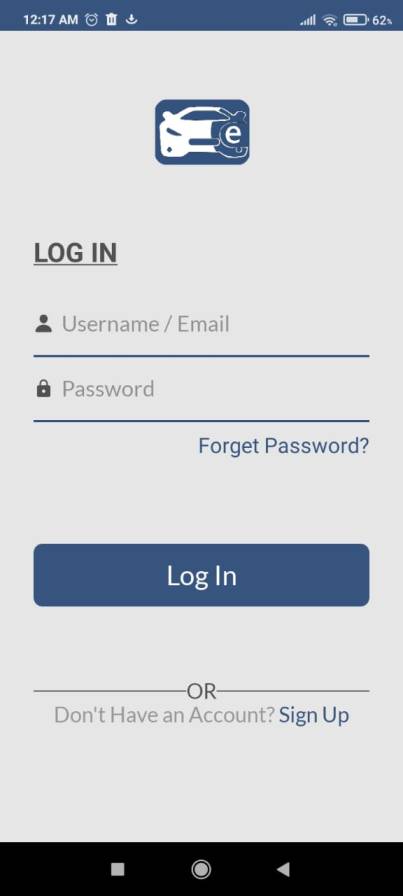 12:17 AM 62%
e
LOG IN
Username / Email
Password
Forget Password?
Log In
OR
Don't Have an Account? Sign Up